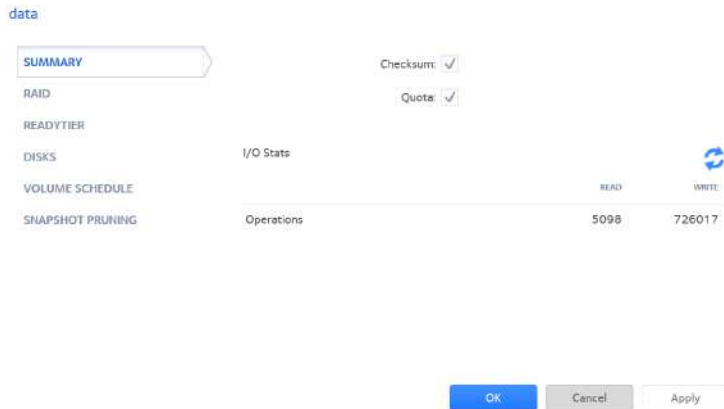 data
SUMMARY
RAID
READYTIER
DISKS
VOLUME SCHEDULE
SNAPSHOT PRUNING
Checksum:
Quota:
I/O Stats
READ WRITE
Operations 5098 726017
OK Cancel Apply